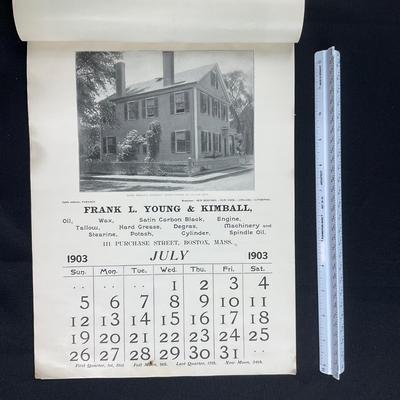 FRANK L. YOUNG & KIMBALL,
Oil, Wax, Satin Carbon Black, Engine,
Tallow, Hard Grease, Degras, Machinery and
Stearine, Potash, Cylinder, Spindle Oil.
111 PURCHASE STREET, BOSTON, MASS.
1903 JULY 1903
Sun. Mon. Tue. Wed. Thu. Fri. Sat.
1 2 3 4
5 6 7 8 9 10 11
12 13 14 15 16 17 18
19 20 21 22 23 24 25
26 27 28 29 30 31
First Quarter, 1st, 31st Full Moon, 9th. Last Quarter, 17th. New Moon, 24th.